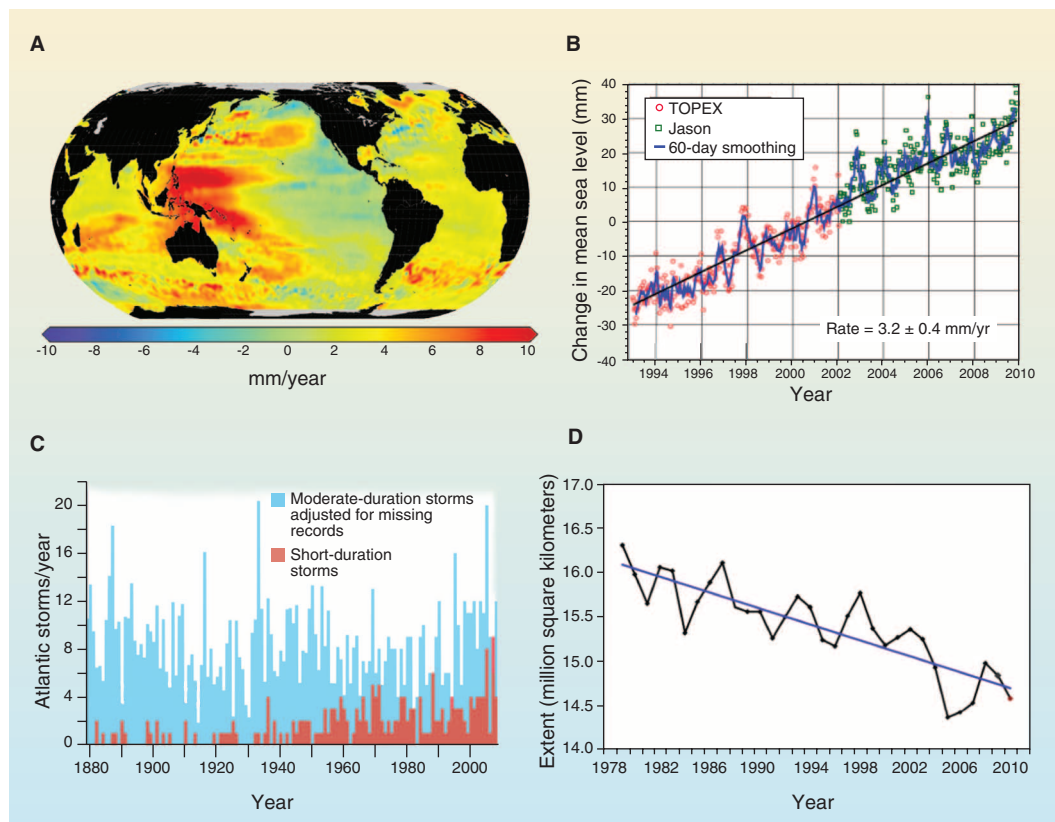 A
-10 -8 -6 -4 -2 0 2 4 6 8 10
mm/year
B
Change in mean sea level (mm)
40
30
20
10
0
-10
-20
-30
-40
TOPEX
Jason
60-day smoothing
Rate = 3.2 ± 0.4 mm/yr
1994 1996 1998 2000 2002 2004 2006 2008 2010
Year
C
Atlantic storms/year
20
16
12
8
4
0
Moderate-duration storms
adjusted for missing
records
Short-duration
storms
1880 1900 1920 1940 1960 1980 2000
Year
D
Extent (million square kilometers)
17.0
16.5
16.0
15.5
15.0
14.5
14.0
1978 1982 1986 1990 1994 1998 2002 2006 2010
Year